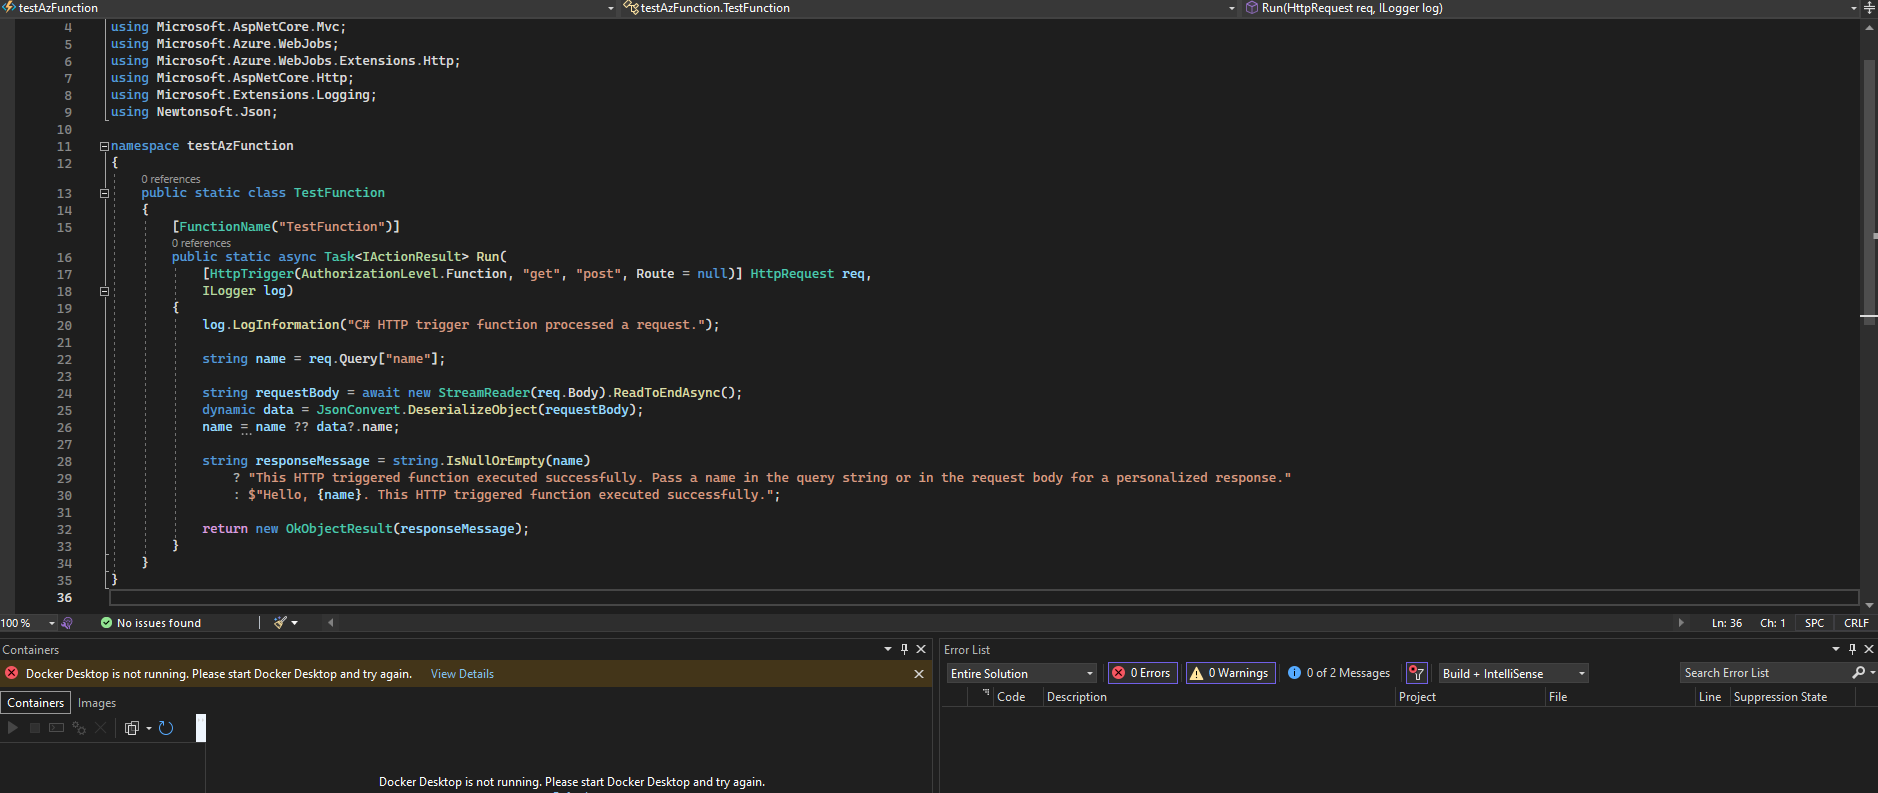 testAzFunction
testAzFunction.TestFunction
Run(HttpRequest req, ILogger log)
4 using Microsoft.AspNetCore.Mvc;
5 using Microsoft.Azure.WebJobs;
6 using Microsoft.Azure.WebJobs.Extensions.Http;
7 using Microsoft.AspNetCore.Http;
8 using Microsoft.Extensions.Logging;
9 using Newtonsoft.Json;
10
11 namespace testAzFunction
12 {
0 references
13 public static class TestFunction
14 {
15 [FunctionName("TestFunction")]
0 references
16 public static async Task<IActionResult> Run(
17 [HttpTrigger(AuthorizationLevel.Function, "get", "post", Route = null)] HttpRequest req,
18 ILogger log)
19 {
20 log.LogInformation("C# HTTP trigger function processed a request.");
21
22 string name = req.Query["name"];
23
24 string requestBody = await new StreamReader(req.Body).ReadToEndAsync();
25 dynamic data = JsonConvert.DeserializeObject(requestBody);
26 name = name ?? data?.name;
27
28 string responseMessage = string.IsNullOrEmpty(name)
29 ? "This HTTP triggered function executed successfully. Pass a name in the query string or in the request body for a personalized response."
30 : $"Hello, {name}. This HTTP triggered function executed successfully.";
31
32 return new OkObjectResult(responseMessage);
33 }
34 }
35 }
36
100 %
No issues found
Ln: 36 Ch: 1 SPC CRLF
Containers
Docker Desktop is not running. Please start Docker Desktop and try again. View Details
Containers Images
Docker Desktop is not running. Please start Docker Desktop and try again.
Error List
Entire Solution 0 Errors 0 Warnings 0 of 2 Messages Build + IntelliSense Search Error List
Code Description Project File Line Suppression State